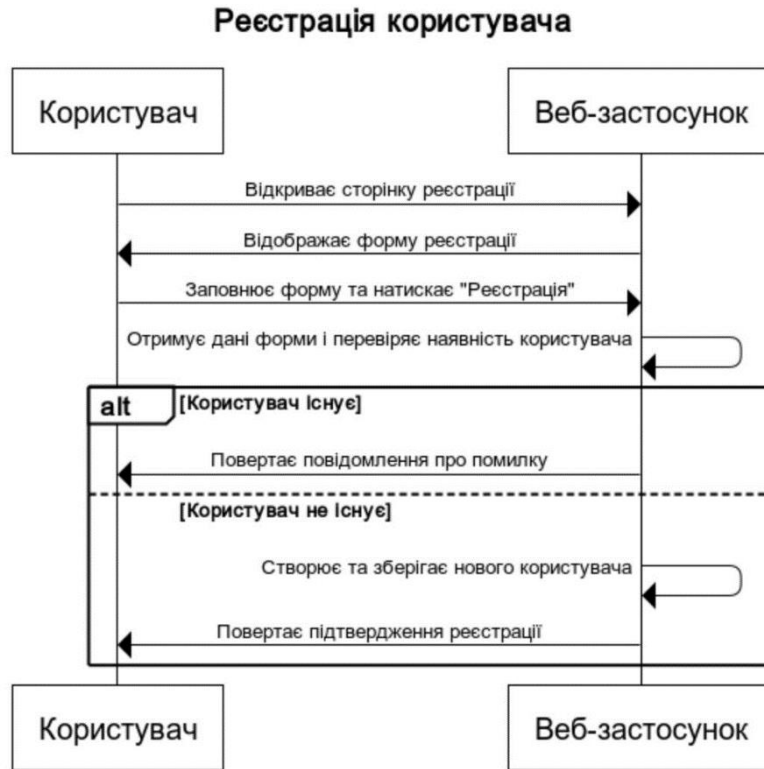 Реєстрація користувача
Користувач
Веб-застосунок
Відкриває сторінку реєстрації
Відображає форму реєстрації
Заповнює форму та натискає "Реєстрація"
Отримує дані форми і перевіряє наявність користувача
alt
[Користувач існує]
Повертає повідомлення про помилку
[Користувач не існує]
Створює та зберігає нового користувача
Повертає підтвердження реєстрації
Користувач
Веб-застосунок